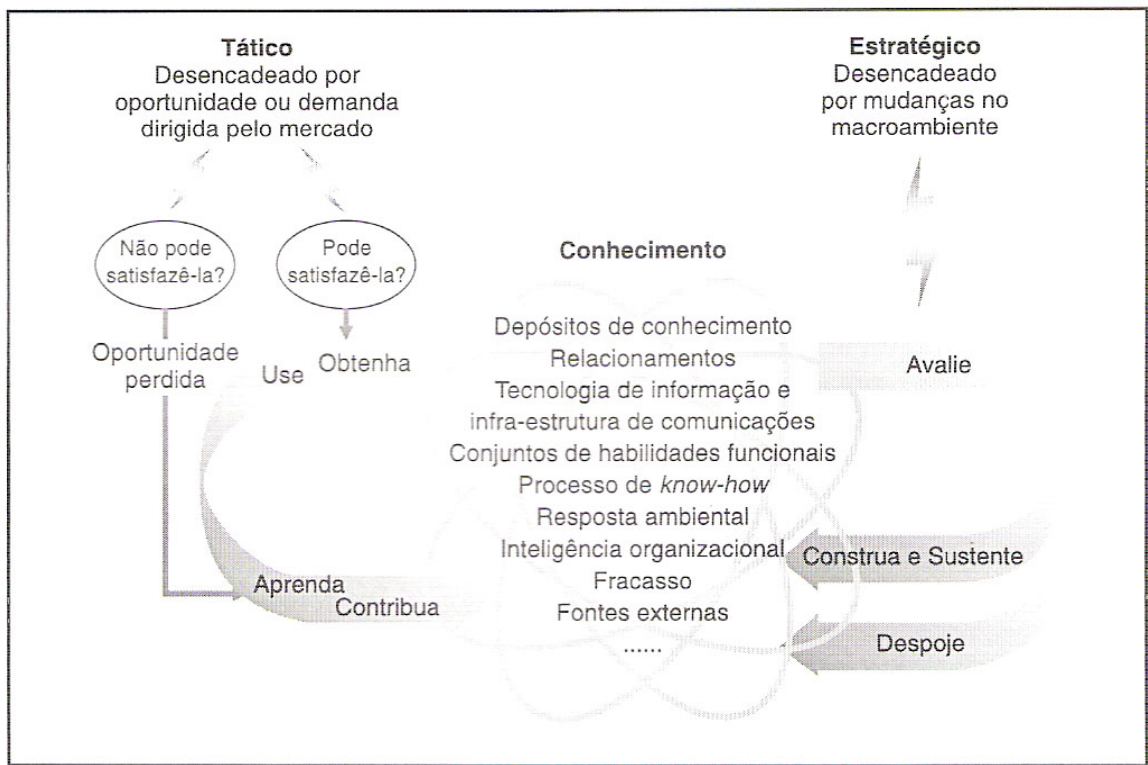 Tático
Desencadeado por
oportunidade ou demanda
dirigida pelo mercado
Estratégico
Desencadeado
por mudanças no
macroambiente
Não pode
satisfazê-la?
Pode
satisfazê-la?
Oportunidade
perdida
Use
Obtenha
Aprenda
Contribua
Conhecimento
Depósitos de conhecimento
Relacionamentos
Tecnologia de informação e
infra-estrutura de comunicações
Conjuntos de habilidades funcionais
Processo de know-how
Resposta ambiental
Inteligência organizacional
Fracasso
Fontes externas
......
Avalie
Construa e Sustente
Despoje